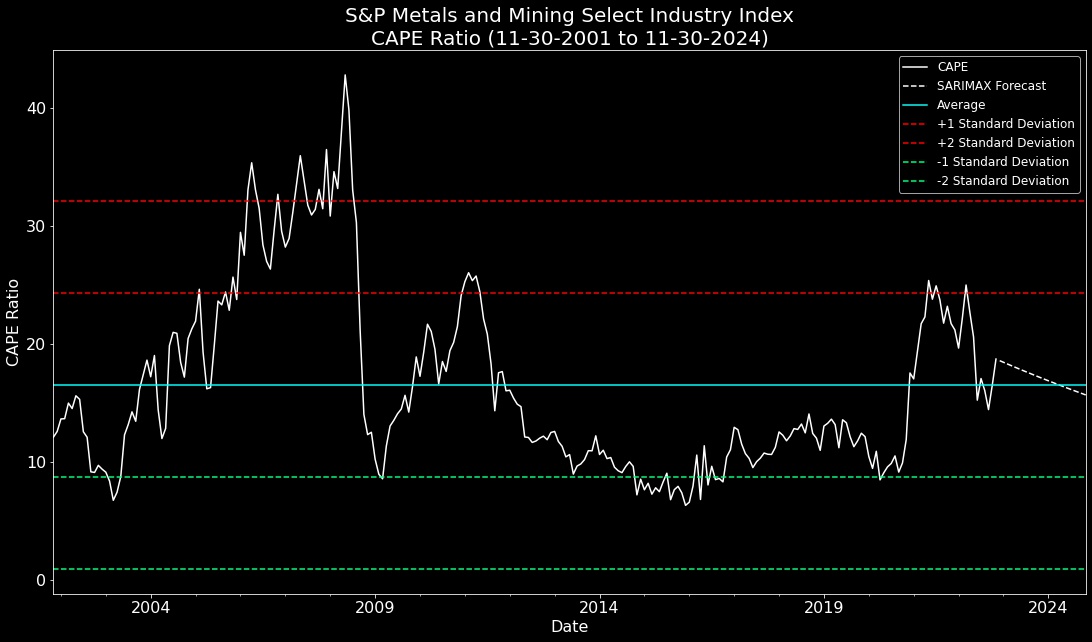 S&P Metals and Mining Select Industry Index
CAPE Ratio (11-30-2001 to 11-30-2024)
CAPE
SARIMAX Forecast
Average
+1 Standard Deviation
+2 Standard Deviation
-1 Standard Deviation
-2 Standard Deviation
CAPE Ratio
40
30
20
10
0
2004
2009
2014
2019
2024
Date